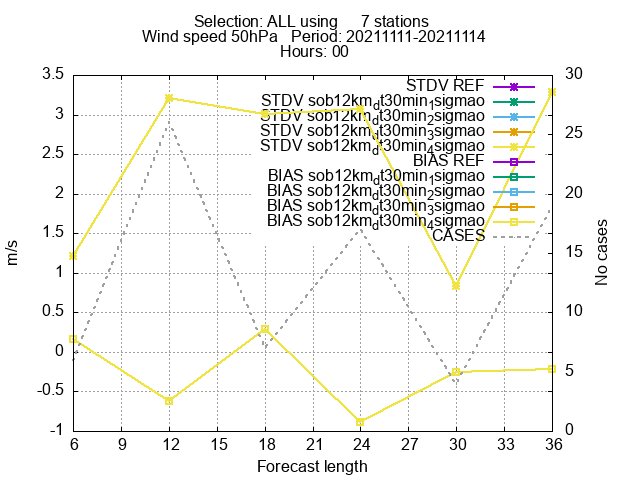 Selection: ALL using 7 stations
Wind speed 50hPa Period: 20211111-20211114
Hours: 00
3.5
3
2.5
2
1.5
1
0.5
0
-0.5
-1
m/s
STDV REF
STDV sob12km_dt30min_1sigmao
STDV sob12km_dt30min_2sigmao
STDV sob12km_dt30min_3sigmao
STDV sob12km_dt30min_4sigmao
BIAS REF
BIAS sob12km_dt30min_1sigmao
BIAS sob12km_dt30min_2sigmao
BIAS sob12km_dt30min_3sigmao
BIAS sob12km_dt30min_4sigmao
CASES
30
25
20
15
10
5
0
No cases
6 9 12 15 18 21 24 27 30 33 36
Forecast length